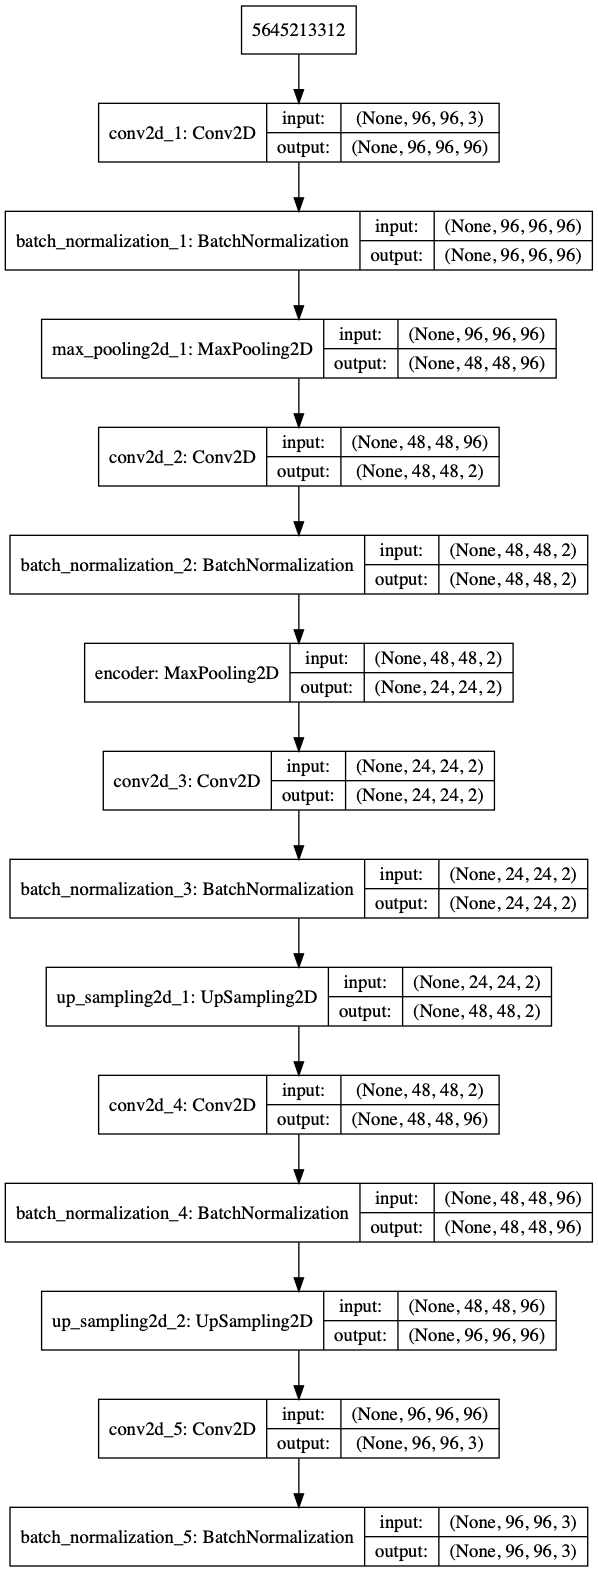 5645213312
conv2d_1: Conv2D
input: (None, 96, 96, 3)
output: (None, 96, 96, 96)
batch_normalization_1: BatchNormalization
input: (None, 96, 96, 96)
output: (None, 96, 96, 96)
max_pooling2d_1: MaxPooling2D
input: (None, 96, 96, 96)
output: (None, 48, 48, 96)
conv2d_2: Conv2D
input: (None, 48, 48, 96)
output: (None, 48, 48, 2)
batch_normalization_2: BatchNormalization
input: (None, 48, 48, 2)
output: (None, 48, 48, 2)
encoder: MaxPooling2D
input: (None, 48, 48, 2)
output: (None, 24, 24, 2)
conv2d_3: Conv2D
input: (None, 24, 24, 2)
output: (None, 24, 24, 2)
batch_normalization_3: BatchNormalization
input: (None, 24, 24, 2)
output: (None, 24, 24, 2)
up_sampling2d_1: UpSampling2D
input: (None, 24, 24, 2)
output: (None, 48, 48, 2)
conv2d_4: Conv2D
input: (None, 48, 48, 2)
output: (None, 48, 48, 96)
batch_normalization_4: BatchNormalization
input: (None, 48, 48, 96)
output: (None, 48, 48, 96)
up_sampling2d_2: UpSampling2D
input: (None, 48, 48, 96)
output: (None, 96, 96, 96)
conv2d_5: Conv2D
input: (None, 96, 96, 96)
output: (None, 96, 96, 3)
batch_normalization_5: BatchNormalization
input: (None, 96, 96, 3)
output: (None, 96, 96, 3)